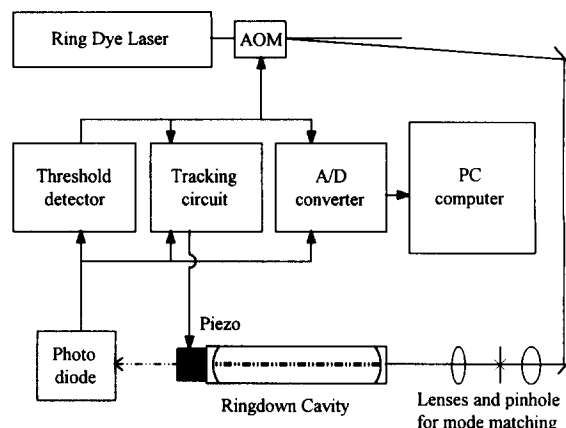 Ring Dye Laser
AOM
Threshold
detector
Tracking
circuit
A/D
converter
PC
computer
Piezo
Photo
diode
Ringdown Cavity
Lenses and pinhole
for mode matching